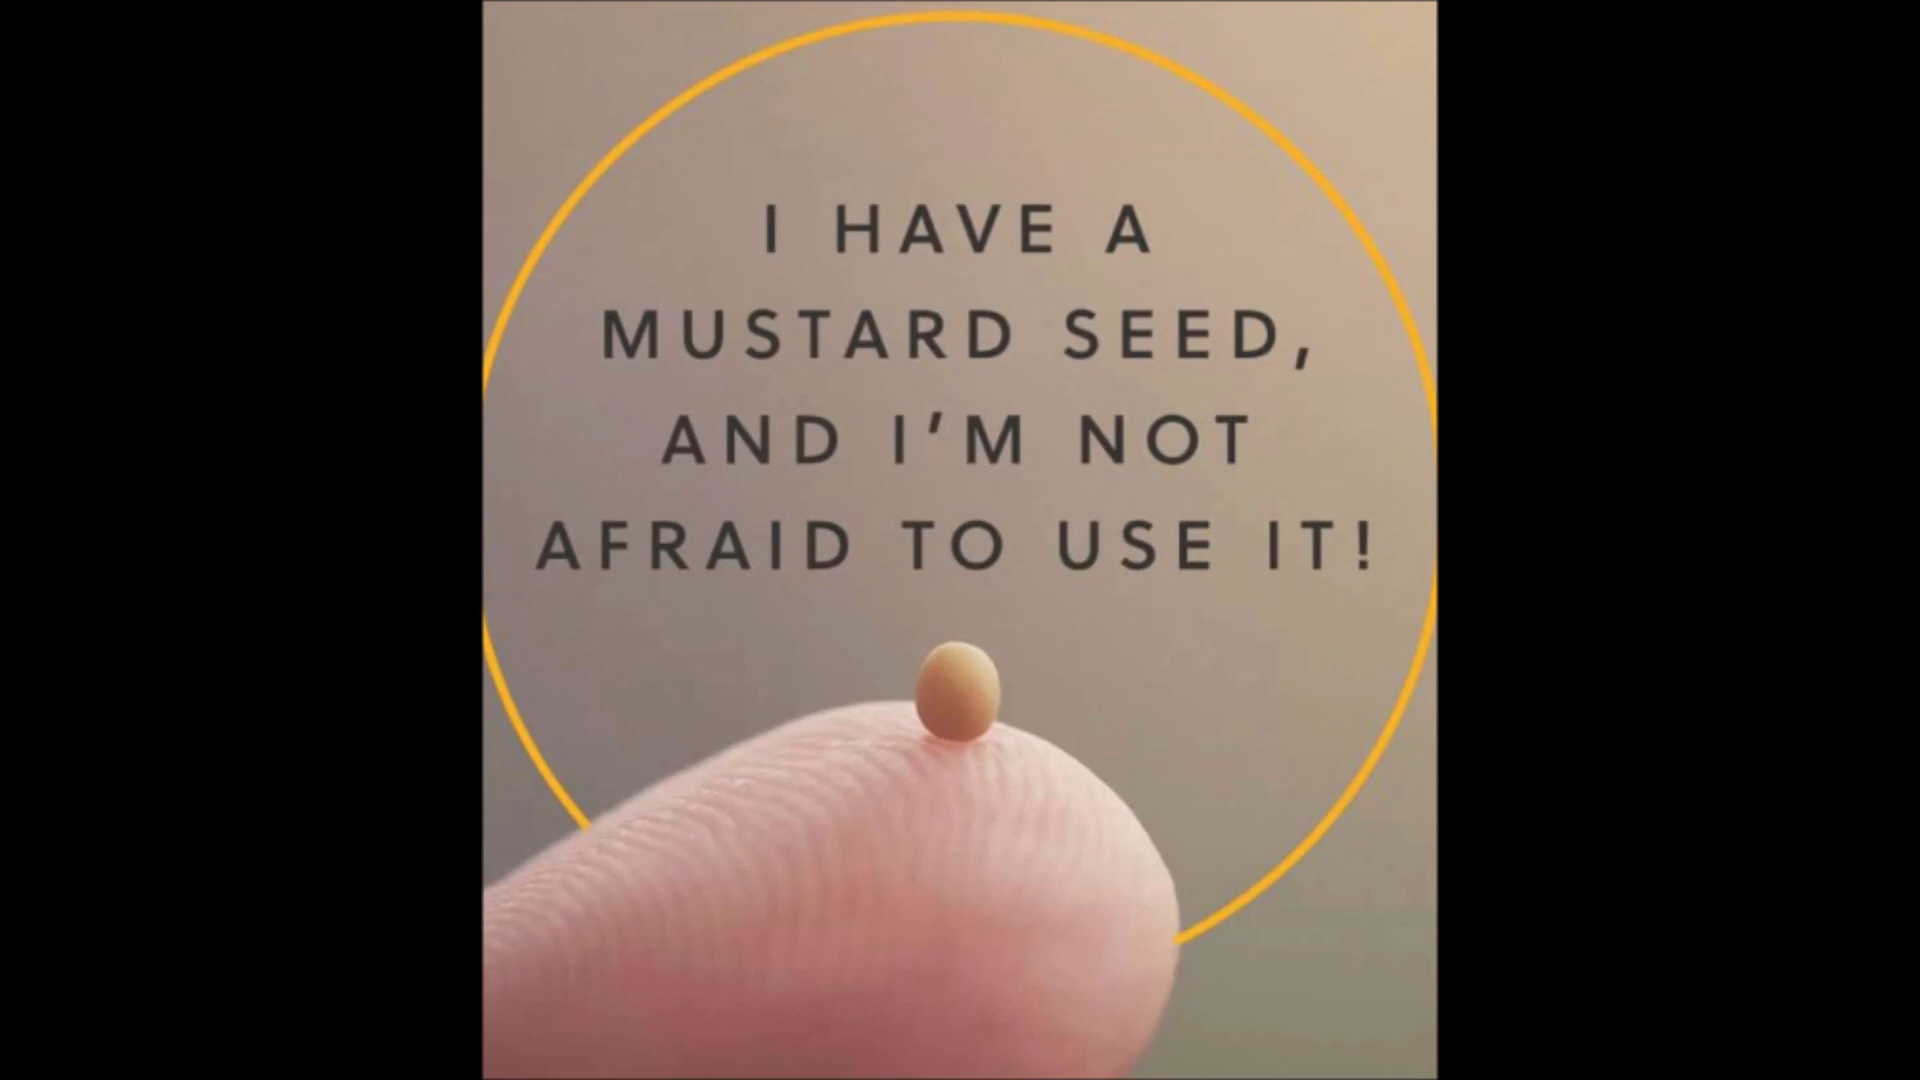 I HAVE A
MUSTARD SEED,
AND I'M NOT
AFRAID TO USE IT!